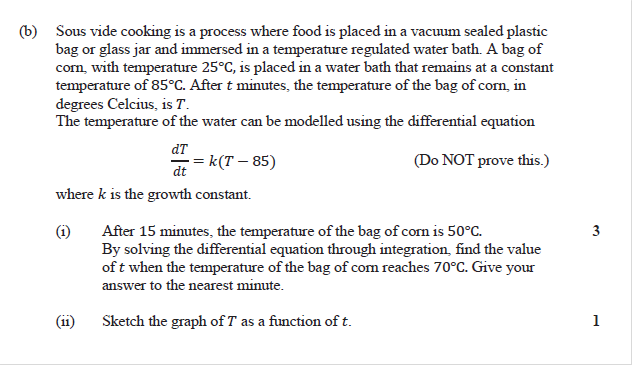 (b) Sous vide cooking is a process where food is placed in a vacuum sealed plastic
bag or glass jar and immersed in a temperature regulated water bath. A bag of
corn, with temperature 25°C, is placed in a water bath that remains at a constant
temperature of 85°C. After t minutes, the temperature of the bag of corn, in
degrees Celcius, is T.
The temperature of the water can be modelled using the differential equation
dT/dt = k(T – 85) (Do NOT prove this.)
where k is the growth constant.
(i) After 15 minutes, the temperature of the bag of corn is 50°C. 3
By solving the differential equation through integration, find the value
of t when the temperature of the bag of corn reaches 70°C. Give your
answer to the nearest minute.
(ii) Sketch the graph of T as a function of t. 1